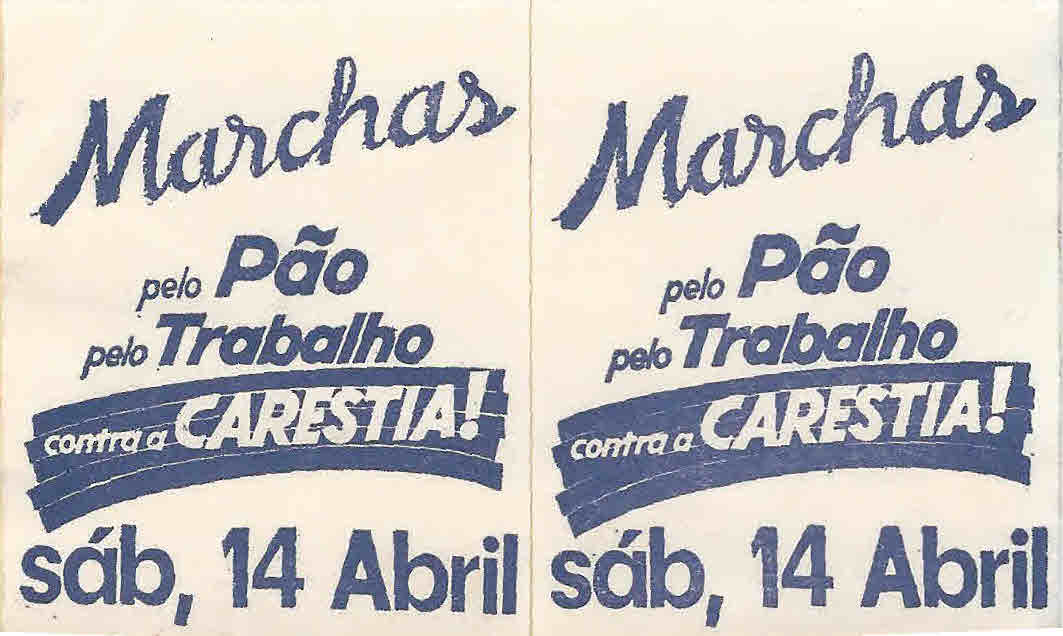 Marchas
pelo Pão
pelo Trabalho
contra a CARESTIA!
sáb, 14 Abril
Marchas
pelo Pão
pelo Trabalho
contra a CARESTIA!
sáb, 14 Abril